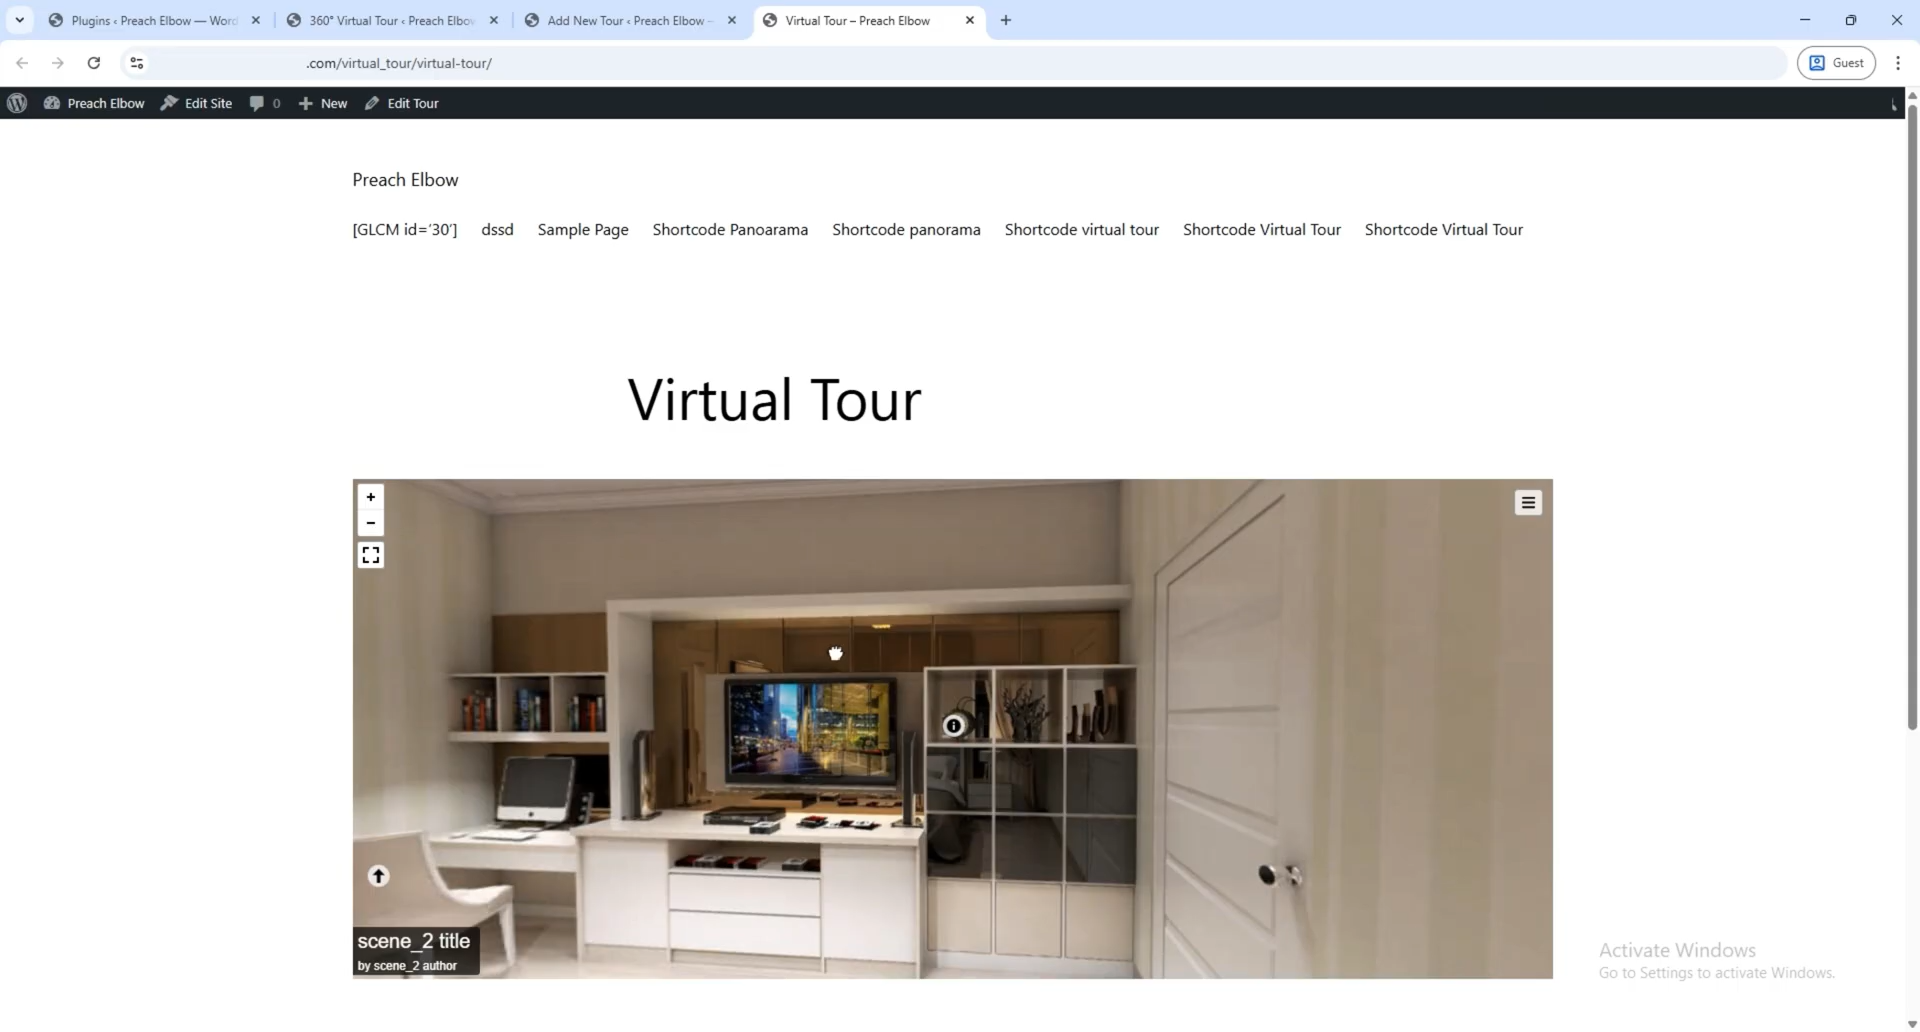 Plugins ‹ Preach Elbow — Word
360° Virtual Tour ‹ Preach Elbow
Add New Tour ‹ Preach Elbow –
Virtual Tour – Preach Elbow
.com/virtual_tour/virtual-tour/
Guest
Preach Elbow
Edit Site
0
New
Edit Tour
Preach Elbow
[GLCM id='30']
dssd
Sample Page
Shortcode Panoarama
Shortcode panorama
Shortcode virtual tour
Shortcode Virtual Tour
Shortcode Virtual Tour
Virtual Tour
scene_2 title
by scene_2 author
Activate Windows
Go to Settings to activate Windows.